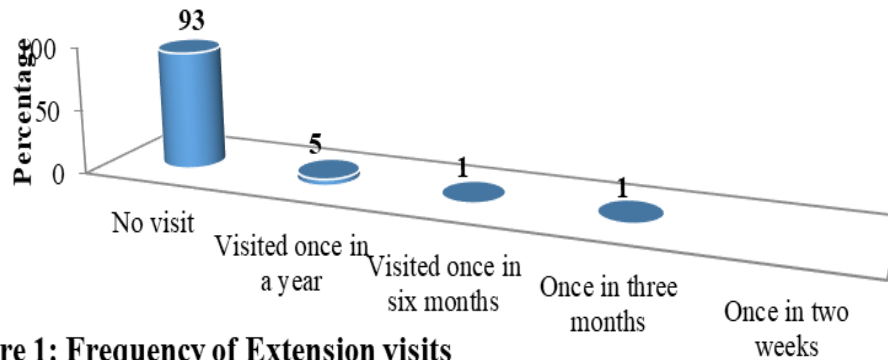 93
Percentage
100
50
0
5
1
1
No visit
Visited once in
a year
Visited once in
six months
Once in three
months
Once in two
weeks
re 1: Frequency of Extension visits